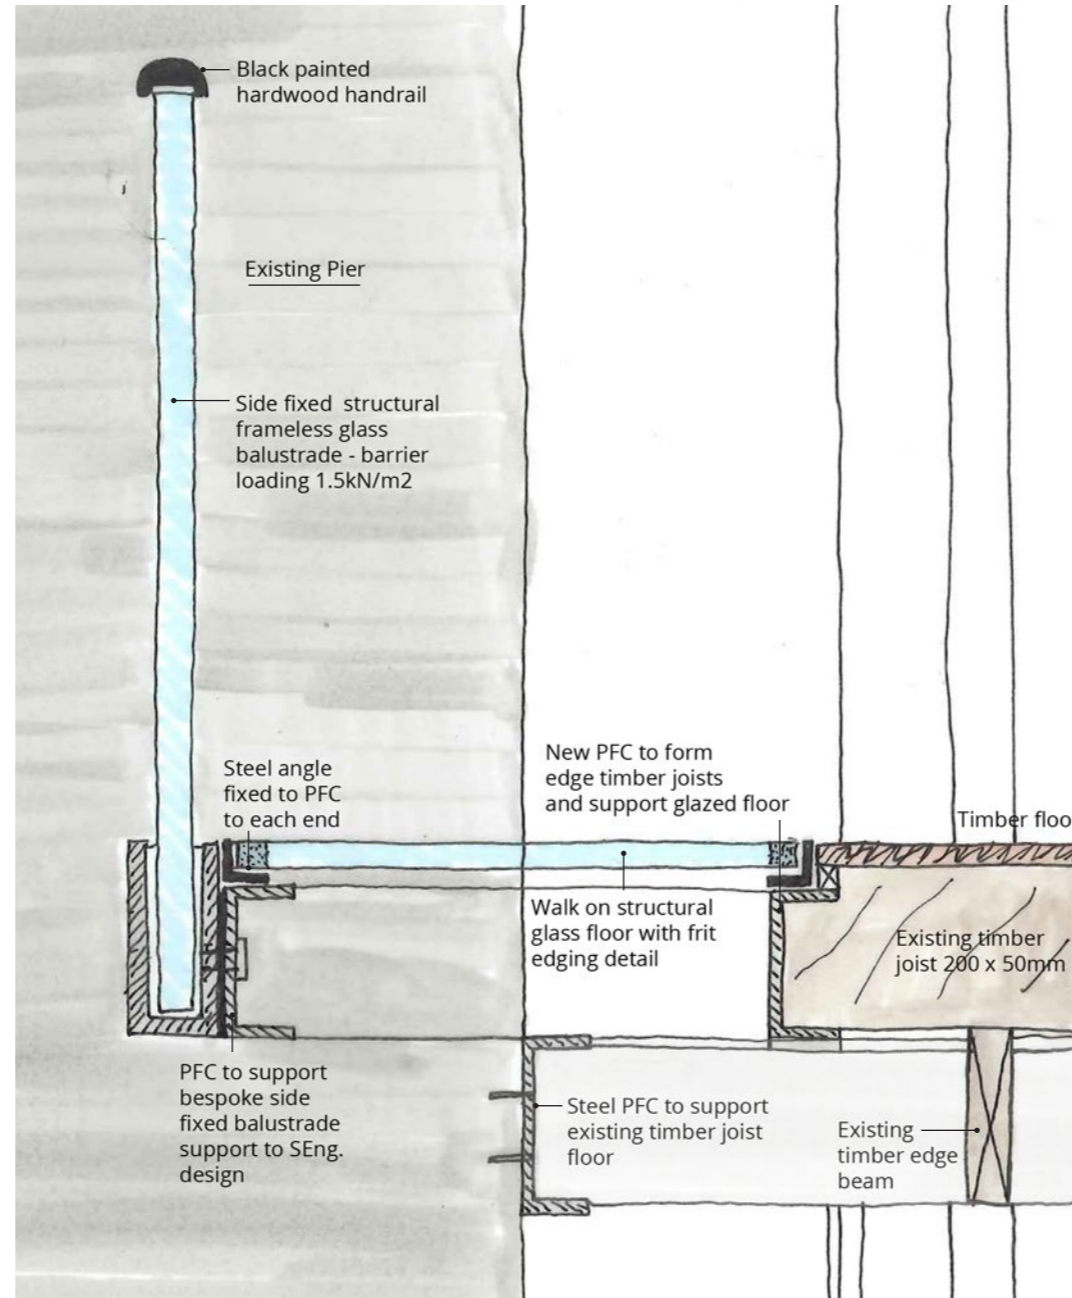 Black painted
hardwood handrail
Existing Pier
Side fixed structural
frameless glass
balustrade - barrier
loading 1.5kN/m2
New PFC to form
edge timber joists
and support glazed floor
Steel angle
fixed to PFC
to each end
Timber floo
Walk on structural
glass floor with frit
edging detail
Existing timber
joist 200 x 50mm
PFC to support
bespoke side
fixed balustrade
support to SEng.
design
Steel PFC to support
existing timber joist
floor
Existing
timber edge
beam